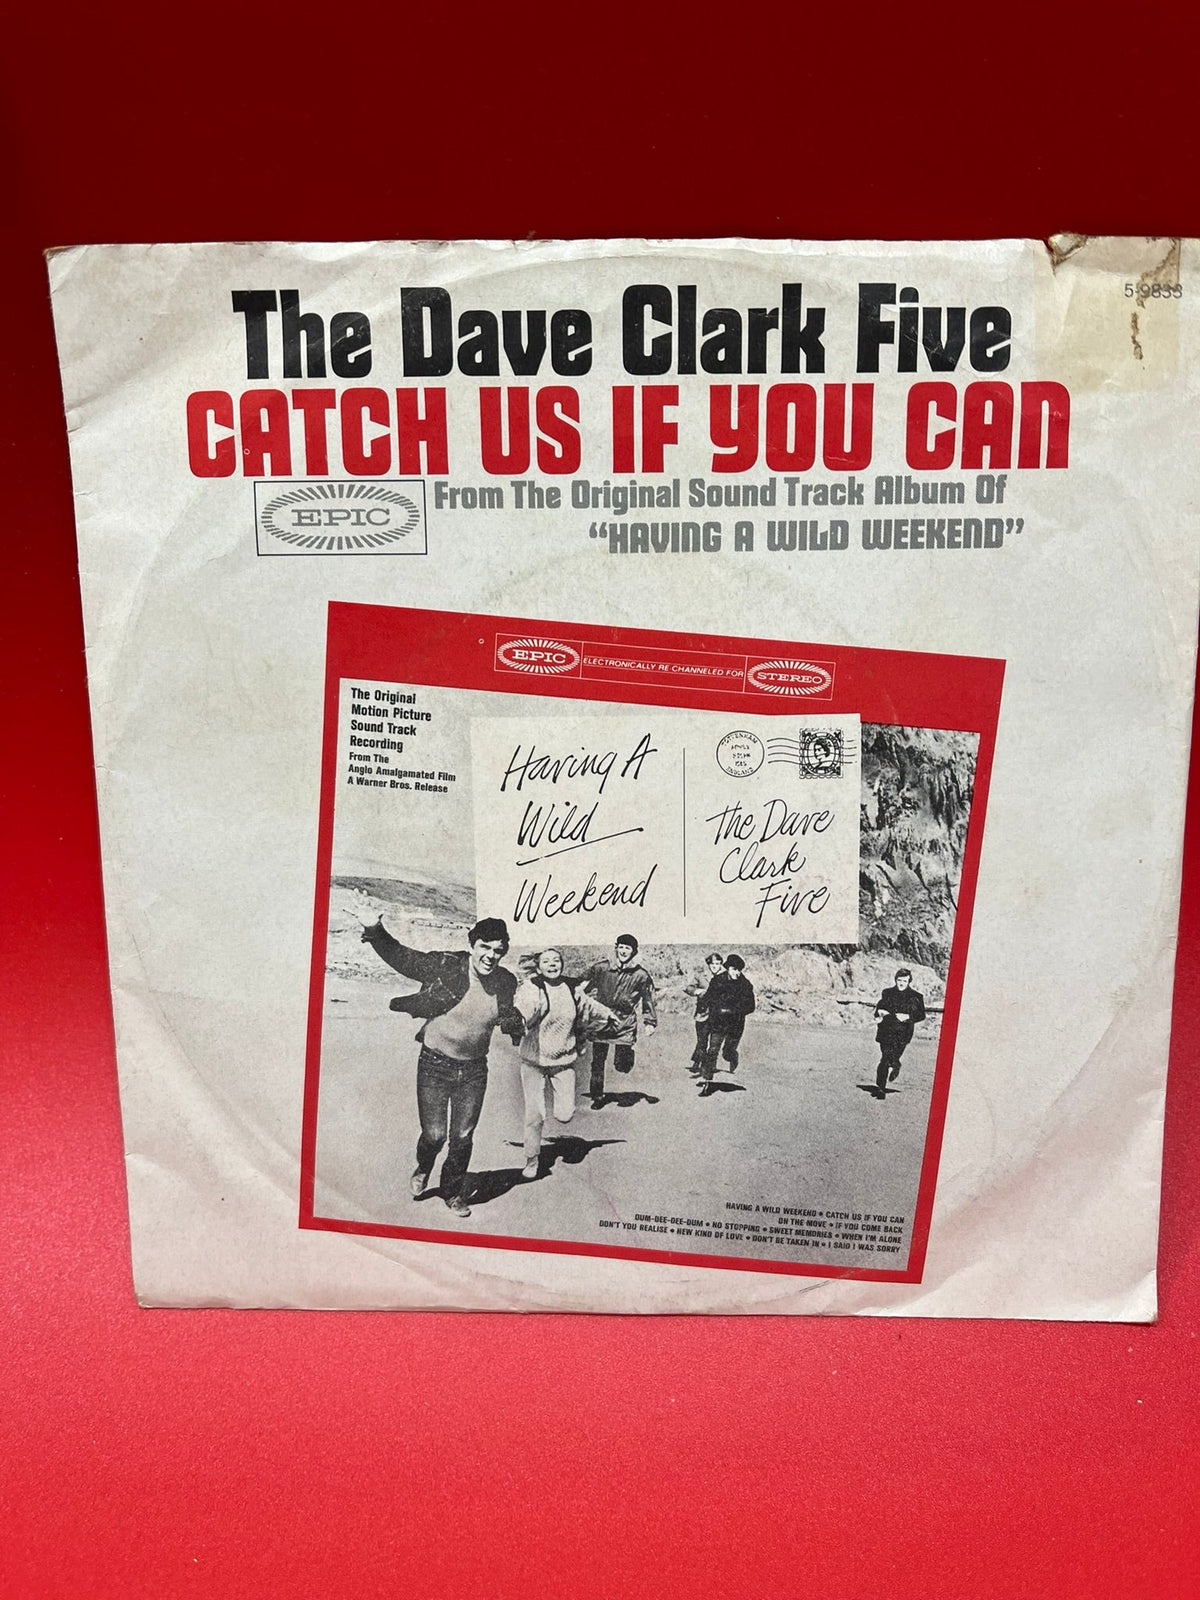 5-9833
The Dave Clark Five
CATCH US IF YOU CAN
EPIC
From The Original Sound Track Album Of
"HAVING A WILD WEEKEND"
EPIC
ELECTRONICALLY RE-CHANNELED FOR
STEREO
The Original
Motion Picture
Sound Track
Recording
From The
Anglo Amalgamated Film
A Warner Bros. Release
Having A
Wild
Weekend
TOTTENHAM
1965
ENGLAND
The Dave
Clark
Five
HAVING A WILD WEEKEND • CATCH US IF YOU CAN
DUM-DEE-DEE-DUM • NO STOPPING • ON THE MOVE • IF YOU COME BACK
SWEET MEMORIES • WHEN I'M ALONE
DON'T YOU REALISE • NEW KIND OF LOVE • DON'T BE TAKEN IN • I SAID I WAS SORRY